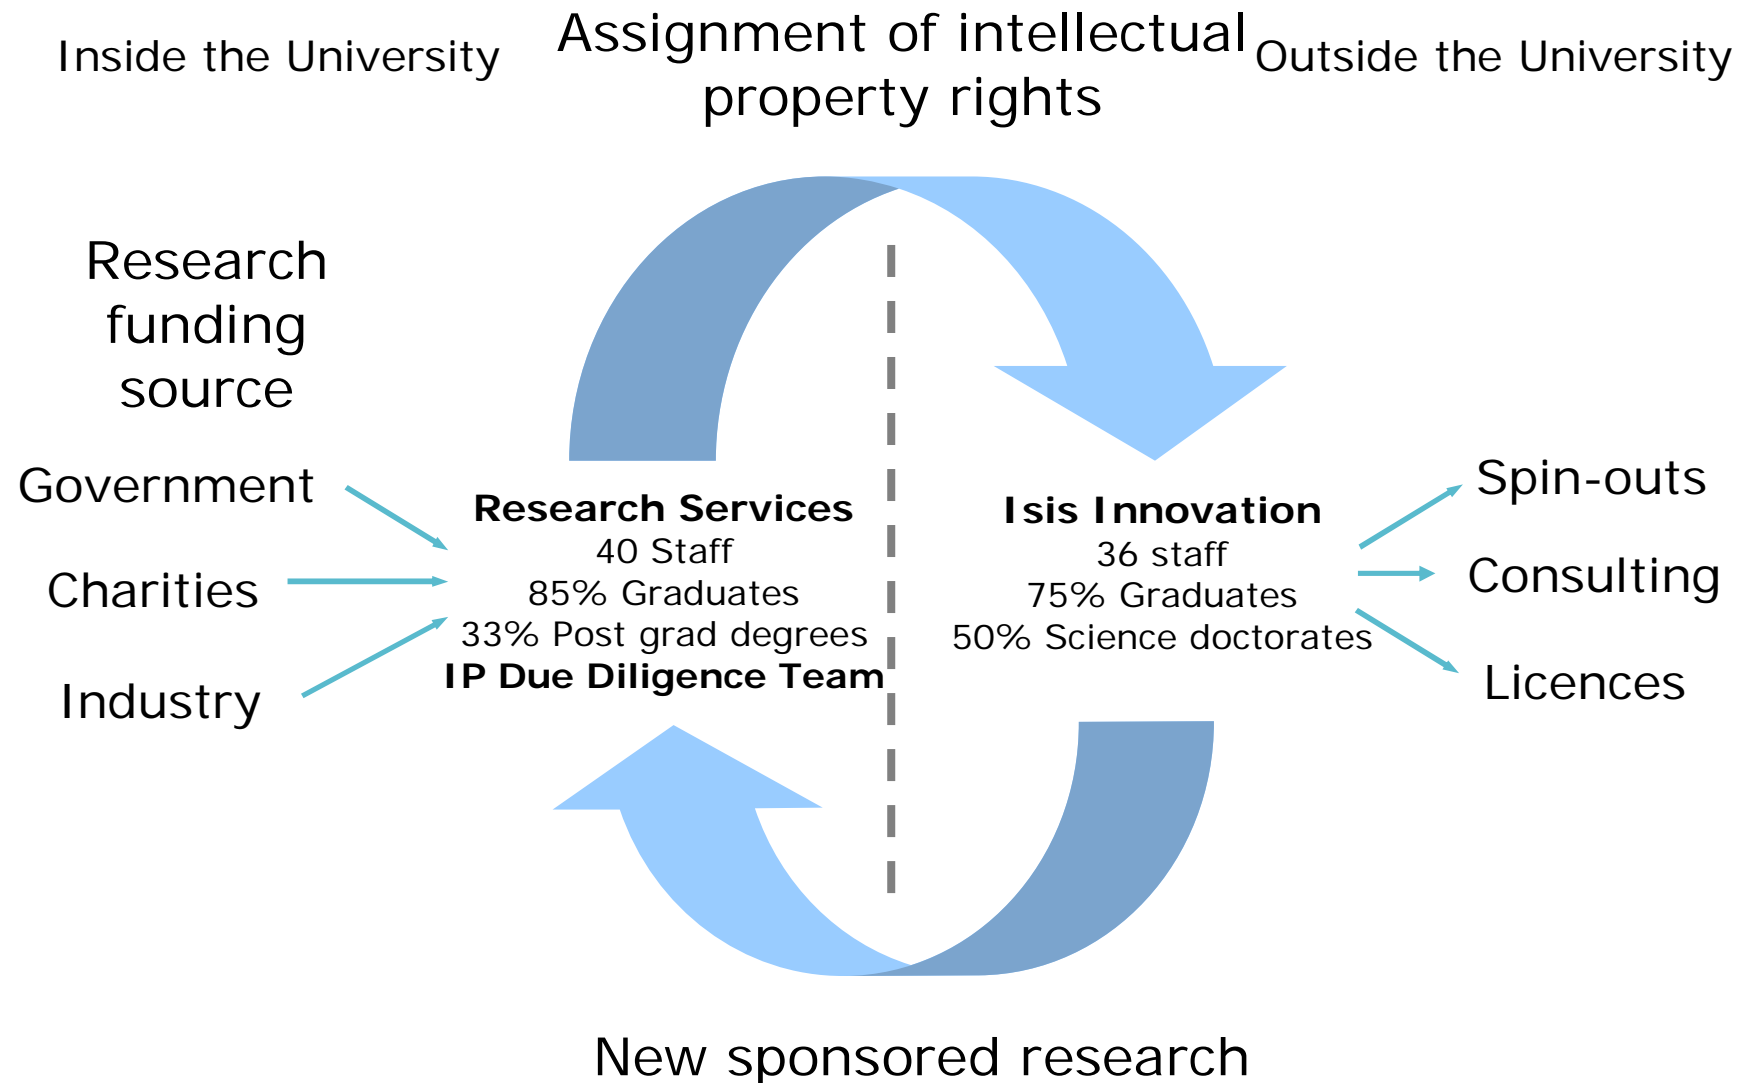 Inside the University
Assignment of intellectual
property rights
Outside the University
Research
funding
source
Government
Charities
Industry
Research Services
40 Staff
85% Graduates
33% Post grad degrees
IP Due Diligence Team
Isis Innovation
36 staff
75% Graduates
50% Science doctorates
Spin-outs
Consulting
Licences
New sponsored research